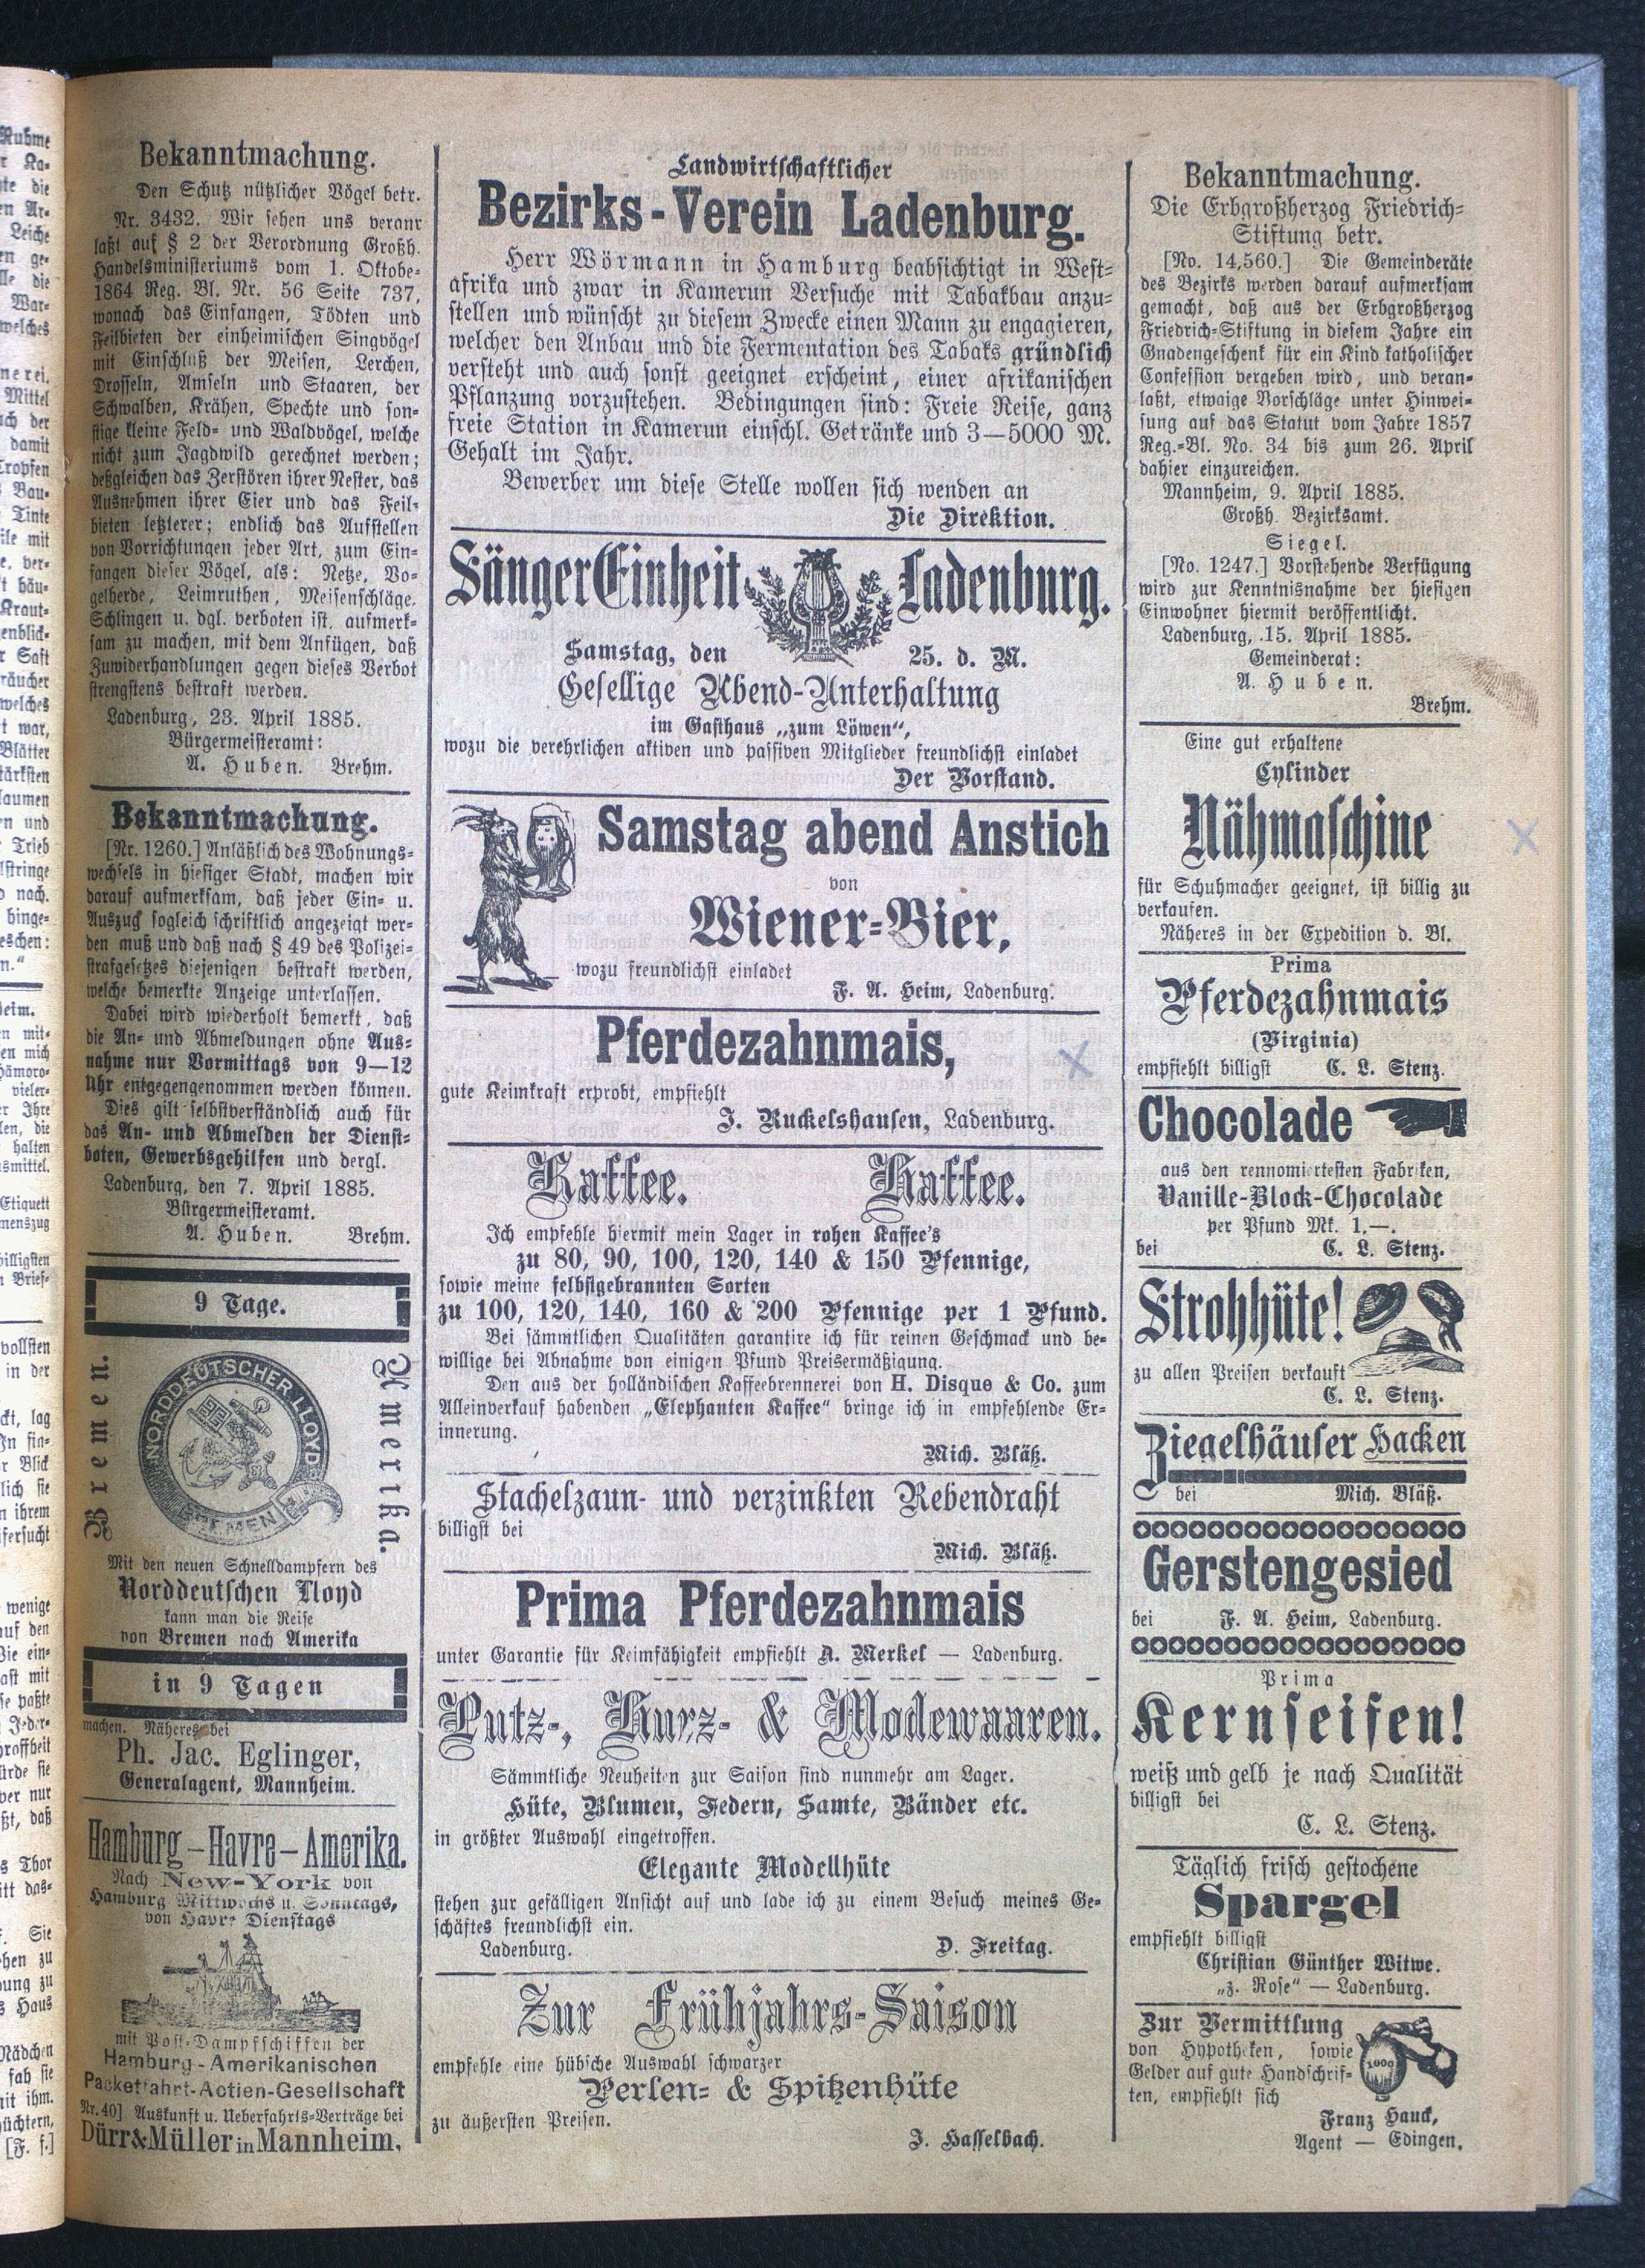 Bekanntmachung.
Den Schutz nützlicher Vögel betr.
Nr. 3432. Wir sehen uns veranr
laßt auf § 2 der Verordnung Großh.
Handelsministeriums vom 1. Oktobe-
1864 Reg. Bl. Nr. 56 Seite 737,
wonach das Einfangen, Tödten und
Feilbieten der einheimischen Singvögel
mit Einschluß der Meisen, Lerchen,
Drosseln, Amseln und Staaren, der
Schwalben, Krähen, Spechte und son-
stige kleine Feld- und Waldvögel, welche
nicht zum Jagdwild gerechnet werden;
deßgleichen das Zerstören ihrer Nester, das
Ausnehmen ihrer Eier und das Feil-
bieten letzterer; endlich das Aufstellen
von Vorrichtungen jeder Art, zum Ein-
fangen dieser Vögel, als: Netze, Vo-
gelherde, Leimruthen, Meisenschläge,
Schlingen u. dgl. verboten ist, aufmerk-
sam zu machen, mit dem Anfügen, daß
Zuwiderhandlungen gegen dieses Verbot
strengstens bestraft werden.
Ladenburg, 23. April 1885.
Bürgermeisteramt:
A. Huben. Brehm.
Bekanntmachung.
[Nr. 1260.] Anläßlich des Wohnungs-
wechsels in hiesiger Stadt, machen wir
darauf aufmerksam, daß jeder Ein- u.
Auszug sogleich schriftlich angezeigt wer-
den muß und daß nach § 49 des Polizei-
strafgesetzes diejenigen bestraft werden,
welche bemerkte Anzeige unterlassen.
Dabei wird wiederholt bemerkt, daß
die An- und Abmeldungen ohne Aus-
nahme nur Vormittags von 9—12
Uhr entgegengenommen werden können.
Dies gilt selbstverständlich auch für
das An- und Abmelden der Dienst-
boten, Gewerbsgehilfen und dergl.
Ladenburg, den 7. April 1885.
Bürgermeisteramt.
A. Huben. Brehm.
9 Tage.
Bremen.
NORDDEUTSCHER LLOYD
BREMEN
Amerika.
Mit den neuen Schnelldampfern des
Norddeutschen Lloyd
kann man die Reise
von Bremen nach Amerika
in 9 Tagen
machen. Näheres bei
Ph. Jac. Eglinger,
Generalagent, Mannheim.
Hamburg–Havre–Amerika.
Nach New-York von
Hamburg Mittwochs u. Sonntags,
von Havre Dienstags
mit Post-Dampfschiffen der
Hamburg-Amerikanischen
Packetfahrt-Actien-Gesellschaft
Nr. 40] Auskunft u. Ueberfahrts-Verträge bei
Dürr&Müller in Mannheim.
Landwirtschaftlicher
Bezirks-Verein Ladenburg.
Herr Wörmann in Hamburg beabsichtigt in West-
afrika und zwar in Kamerun Versuche mit Tabakbau anzu-
stellen und wünscht zu diesem Zwecke einen Mann zu engagieren,
welcher den Anbau und die Fermentation des Tabaks gründlich
versteht und auch sonst geeignet erscheint, einer afrikanischen
Pflanzung vorzustehen. Bedingungen sind: Freie Reise, ganz
freie Station in Kamerun einschl. Getränke und 3—5000 M.
Gehalt im Jahr.
Bewerber um diese Stelle wollen sich wenden an
Die Direktion.
SängerEinheit Ladenburg.
Samstag, den 25. d. M.
Gesellige Abend-Unterhaltung
im Gasthaus „zum Löwen“,
wozu die verehrlichen aktiven und passiven Mitglieder freundlichst einladet
Der Vorstand.
Samstag abend Anstich
von
Wiener-Bier,
wozu freundlichst einladet
F. A. Heim, Ladenburg.
Pferdezahnmais,
gute Keimkraft erprobt, empfiehlt
J. Ruckelshausen, Ladenburg.
Kaffee. Kaffee.
Ich empfehle hiermit mein Lager in rohen Kaffee's
zu 80, 90, 100, 120, 140 & 150 Pfennige,
sowie meine selbstgebrannten Sorten
zu 100, 120, 140, 160 & 200 Pfennige per 1 Pfund.
Bei sämmtlichen Qualitäten garantire ich für reinen Geschmack und be-
willige bei Abnahme von einigen Pfund Preisermäßigung.
Den aus der holländischen Kaffeebrennerei von H. Disque & Co. zum
Alleinverkauf habenden „Elephanten Kaffee“ bringe ich in empfehlende Er-
innerung.
Mich. Bläß.
Stachelzaun- und verzinkten Rebendraht
billigst bei
Mich. Bläß.
Prima Pferdezahnmais
unter Garantie für Keimfähigkeit empfiehlt A. Merkel — Ladenburg.
Putz-, Kurz- & Modewaaren.
Sämmtliche Neuheiten zur Saison sind nunmehr am Lager.
Hüte, Blumen, Federn, Samte, Bänder etc.
in größter Auswahl eingetroffen.
Elegante Modellhüte
stehen zur gefälligen Ansicht auf und lade ich zu einem Besuch meines Ge-
schäftes freundlichst ein.
Ladenburg. D. Freitag.
Zur Frühjahrs-Saison
empfehle eine hübsche Auswahl schwarzer
Perlen- & Spitzenhüte
zu äußersten Preisen.
J. Hasselbach.
Bekanntmachung.
Die Erbgroßherzog Friedrich-
Stiftung betr.
[No. 14,560.] Die Gemeinderäte
des Bezirks werden darauf aufmerksam
gemacht, daß aus der Erbgroßherzog
Friedrich-Stiftung in diesem Jahre ein
Gnadengeschenk für ein Kind katholischer
Confession vergeben wird, und veran-
laßt, etwaige Vorschläge unter Hinwei-
sung auf das Statut vom Jahre 1857
Reg.-Bl. No. 34 bis zum 26. April
dahier einzureichen.
Mannheim, 9. April 1885.
Großh. Bezirksamt.
Siegel.
[No. 1247.] Vorstehende Verfügung
wird zur Kenntnisnahme der hiesigen
Einwohner hiermit veröffentlicht.
Ladenburg, 15. April 1885.
Gemeinderat:
A. Huben.
Brehm.
Eine gut erhaltene
Cylinder
Nähmaschine
für Schuhmacher geeignet, ist billig zu
verkaufen.
Näheres in der Expedition d. Bl.
Prima
Pferdezahnmais
(Virginia)
empfiehlt billigst C. L. Stenz.
Chocolade
aus den rennomiertesten Fabriken,
Vanille-Block-Chocolade
per Pfund Mk. 1.—.
bei C. L. Stenz.
Strohhüte!
zu allen Preisen verkauft
C. L. Stenz.
Ziegelhäuser Hacken
bei Mich. Bläß.
Gerstengesied
bei F. A. Heim, Ladenburg.
Prima
Kernseifen!
weiß und gelb je nach Qualität
billigst bei
C. L. Stenz.
Täglich frisch gestochene
Spargel
empfiehlt billigst
Christian Günther Witwe.
„z. Rose“ — Ladenburg.
Zur Vermittlung
von Hypotheken, sowie
Gelder auf gute Handschrif-
ten, empfiehlt sich
1000
Franz Hauck,
Agent — Edingen.